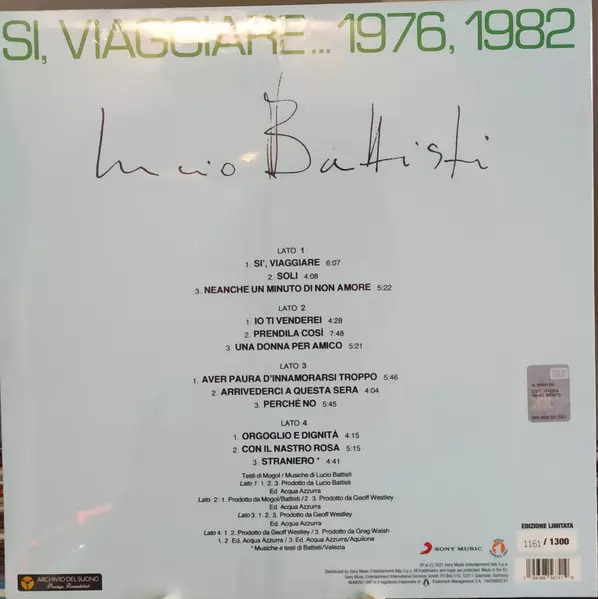 SI, VIAGGIARE... 1976, 1982
Lucio Battisti
LATO 1
1. SI', VIAGGIARE 6:07
2. SOLI 4:08
3. NEANCHE UN MINUTO DI NON AMORE 5:22
LATO 2
1. IO TI VENDEREI 4:28
2. PRENDILA COSÌ 7:48
3. UNA DONNA PER AMICO 5:21
LATO 3
1. AVER PAURA D'INNAMORARSI TROPPO 5:46
2. ARRIVEDERCI A QUESTA SERA 4:04
3. PERCHÉ NO 5:45
LATO 4
1. ORGOGLIO E DIGNITÀ 4:15
2. CON IL NASTRO ROSA 5:15
3. STRANIERO * 4:41
Testi di Mogol / Musiche di Lucio Battisti
Lato 1: 1. 2. 3. Prodotto da Lucio Battisti
Ed. Acqua Azzurra
Lato 2: 1. Prodotto da Mogol/Battisti / 2. 3. Prodotto da Geoff Westley
Ed. Acqua Azzurra
Lato 3: 1. 2. 3. Prodotto da Geoff Westley
Ed. Acqua Azzurra
Lato 4: 1. 2. Prodotto da Geoff Westley / 3. Prodotto da Greg Walsh
1. 2. Ed. Acqua Azzurra / 3. Ed. Acqua Azzurra/Aquilone
* Musiche e testi di Battisti/Velezia
ARCHIVIO DEL SUONO
SONY MUSIC
EDIZIONE LIMITATA
1161 / 1300